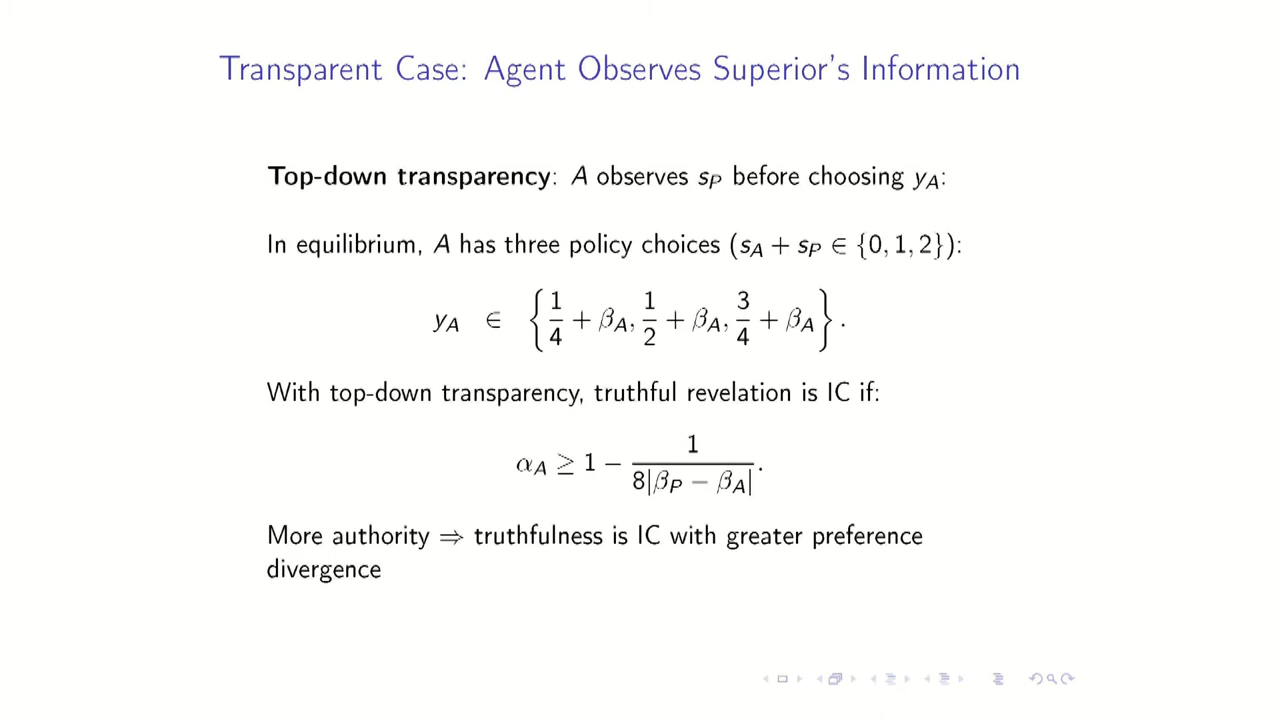 Transparent Case: Agent Observes Superior's Information
Top-down transparency: A observes s_P before choosing y_A:
In equilibrium, A has three policy choices (s_A + s_P ∈ {0, 1, 2}):
y_A ∈ {1/4 + β_A, 1/2 + β_A, 3/4 + β_A}.
With top-down transparency, truthful revelation is IC if:
α_A ≥ 1 − 1/(8|β_P − β_A|).
More authority ⇒ truthfulness is IC with greater preference
divergence